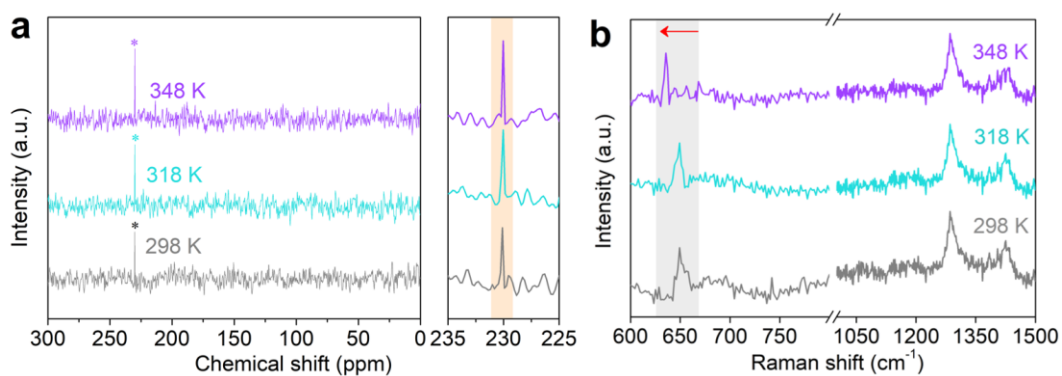 a
Intensity (a.u.)
*
348 K
*
318 K
*
298 K
300 250 200 150 100 50 0
235 230 225
Chemical shift (ppm)
b
Intensity (a.u.)
348 K
318 K
298 K
600 650 700 750 1050 1200 1350 1500
Raman shift (cm⁻¹)